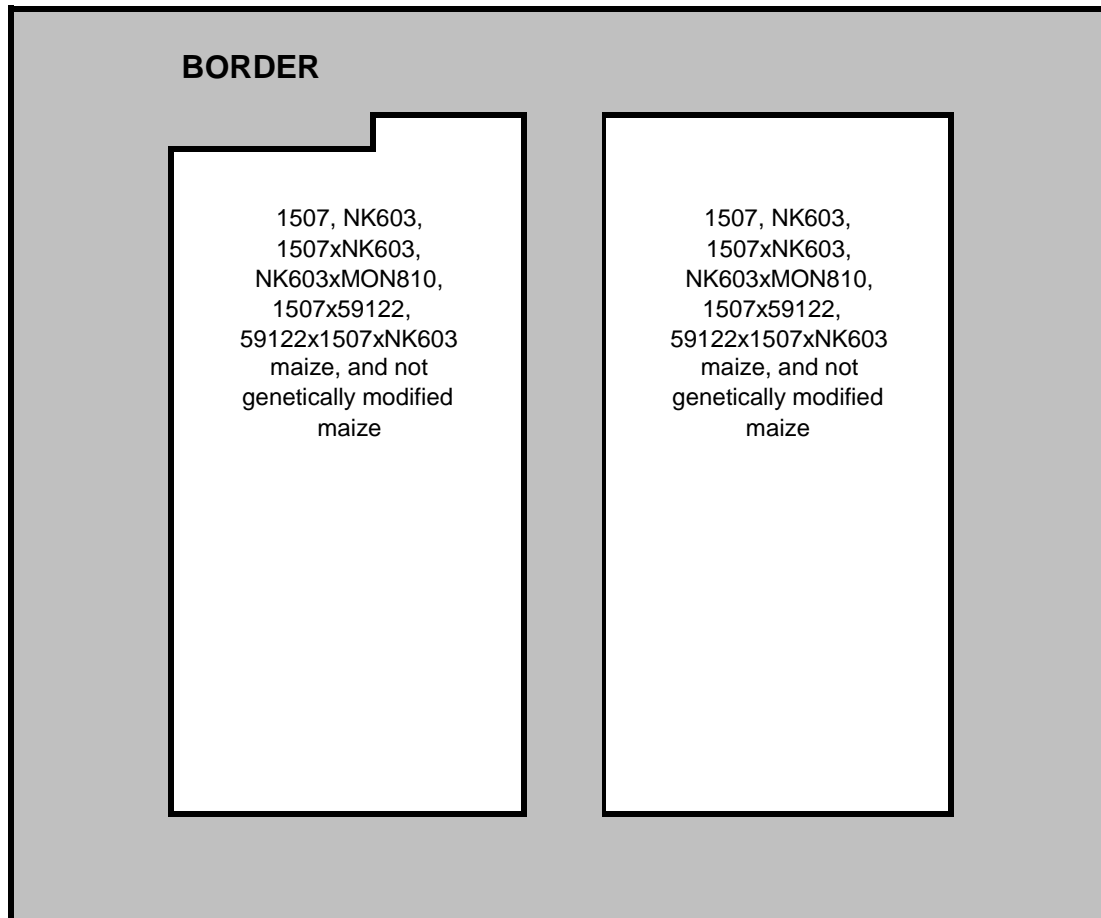 BORDER
1507, NK603,
1507xNK603,
NK603xMON810,
1507x59122,
59122x1507xNK603
maize, and not
genetically modified
maize
1507, NK603,
1507xNK603,
NK603xMON810,
1507x59122,
59122x1507xNK603
maize, and not
genetically modified
maize